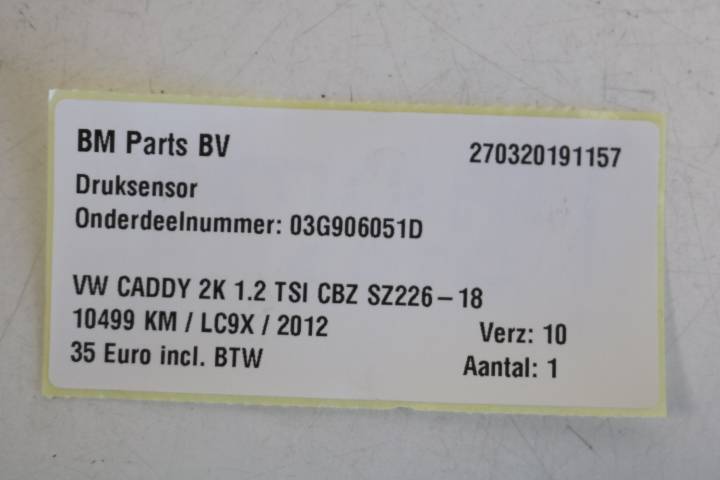 BM Parts BV 270320191157
Druksensor
Onderdeelnummer: 03G906051D
VW CADDY 2K 1.2 TSI CBZ SZ226-18
10499 KM / LC9X / 2012 Verz: 10
35 Euro incl. BTW Aantal: 1